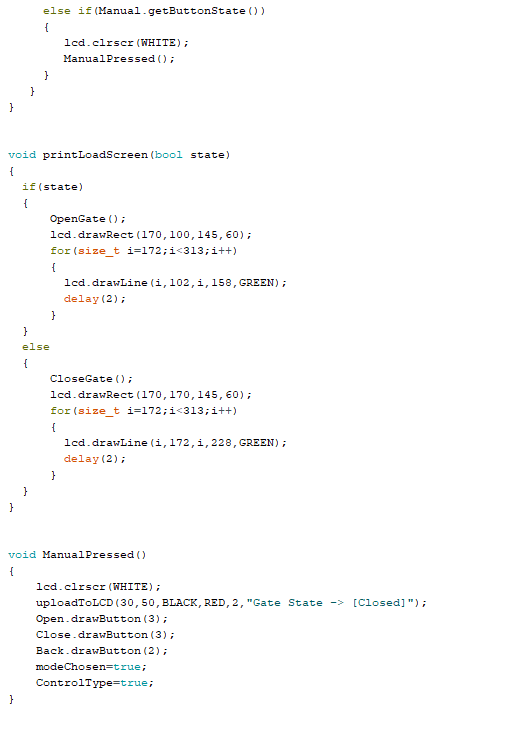 else if(Manual.getButtonState())
{
lcd.clrscr(WHITE);
ManualPressed();
}
}
}
void printLoadScreen(bool state)
{
if(state)
{
OpenGate();
lcd.drawRect(170,100,145,60);
for(size_t i=172;i<313;i++)
{
lcd.drawLine(i,102,i,158,GREEN);
delay(2);
}
}
else
{
CloseGate();
lcd.drawRect(170,170,145,60);
for(size_t i=172;i<313;i++)
{
lcd.drawLine(i,172,i,228,GREEN);
delay(2);
}
}
}
void ManualPressed()
{
lcd.clrscr(WHITE);
uploadToLCD(30,50,BLACK,RED,2,"Gate State -> [Closed]");
Open.drawButton(3);
Close.drawButton(3);
Back.drawButton(2);
modeChosen=true;
ControlType=true;
}